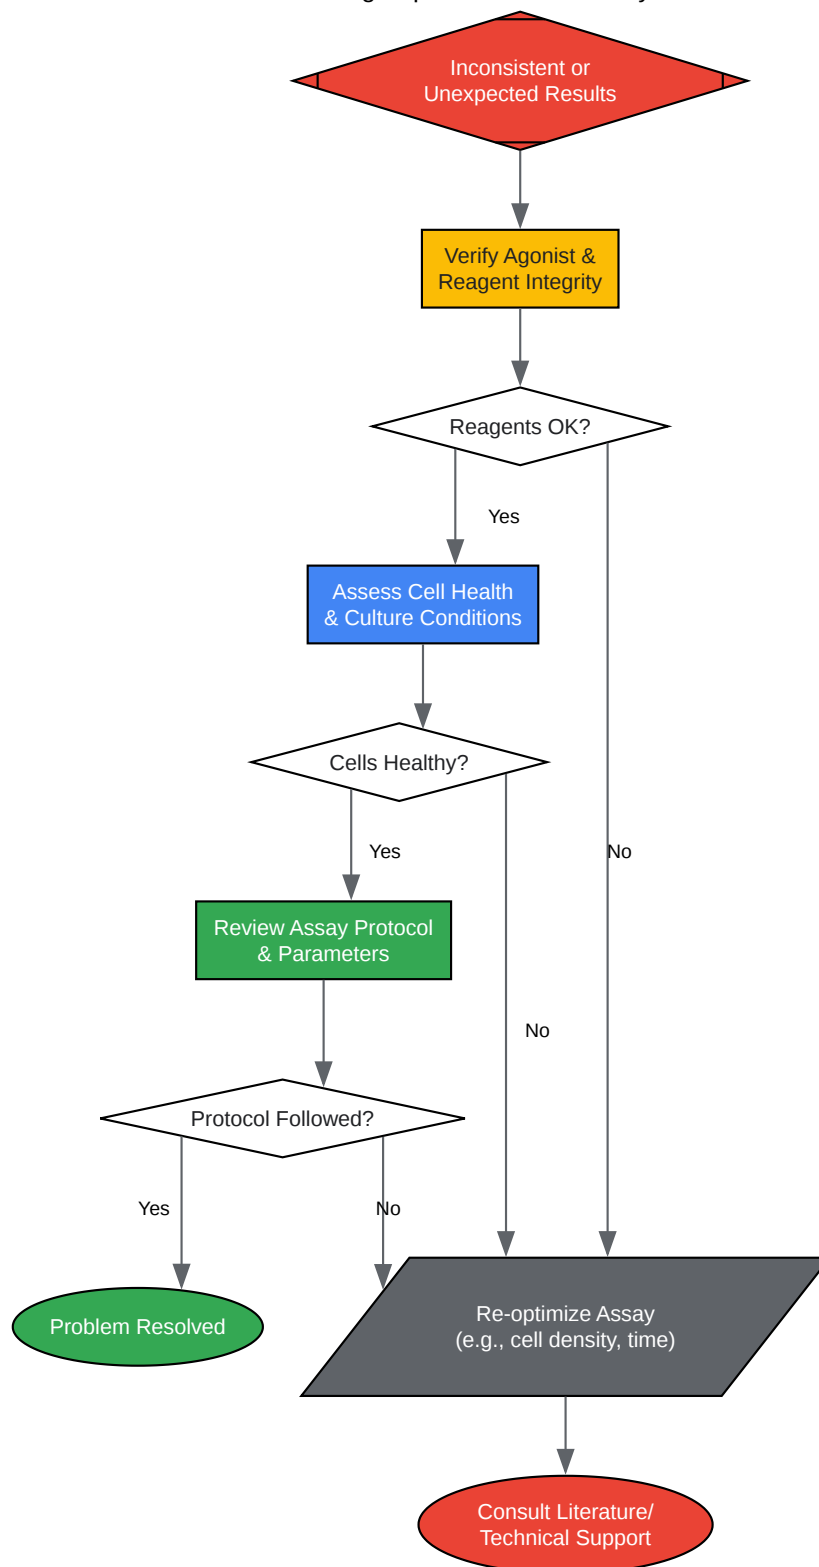 Inconsistent or
Unexpected Results
Verify Agonist &
Reagent Integrity
Reagents OK?
Yes
Assess Cell Health
& Culture Conditions
Cells Healthy?
Yes
No
Review Assay Protocol
& Parameters
No
Protocol Followed?
Yes
No
Problem Resolved
Re-optimize Assay
(e.g., cell density, time)
Consult Literature/
Technical Support